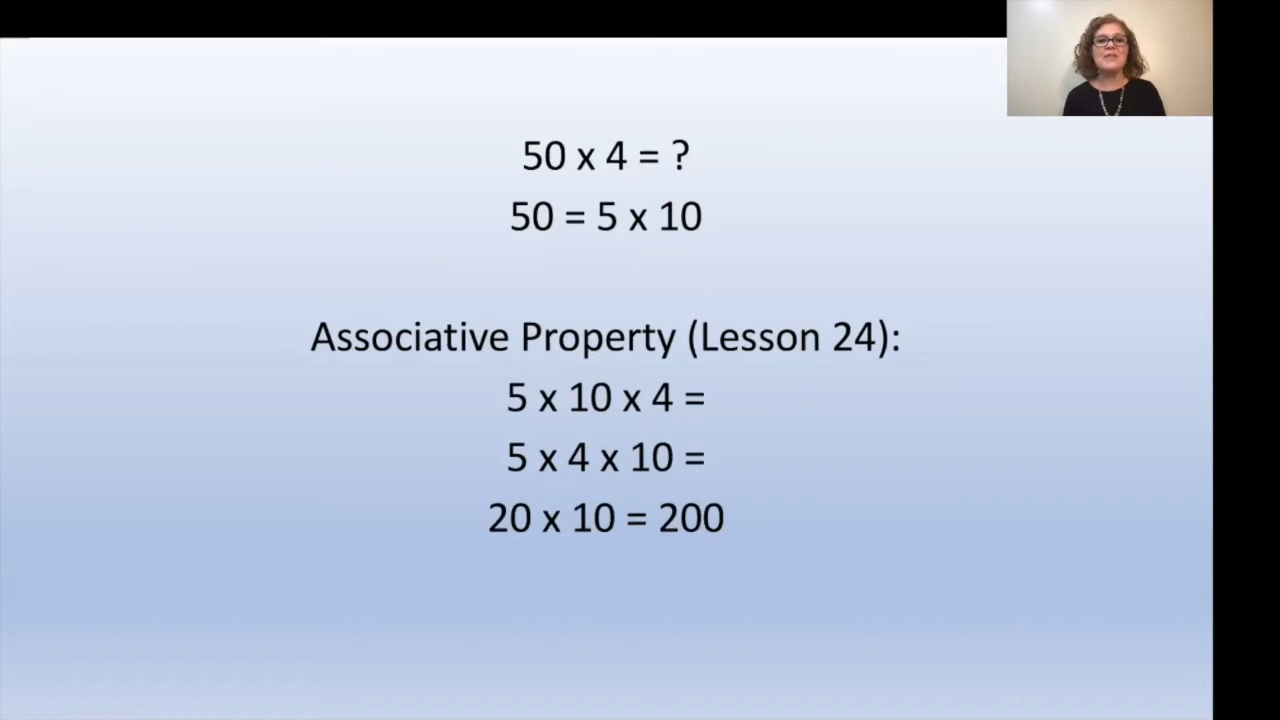 50 x 4 = ?
50 = 5 x 10
Associative Property (Lesson 24):
5 x 10 x 4 =
5 x 4 x 10 =
20 x 10 = 200